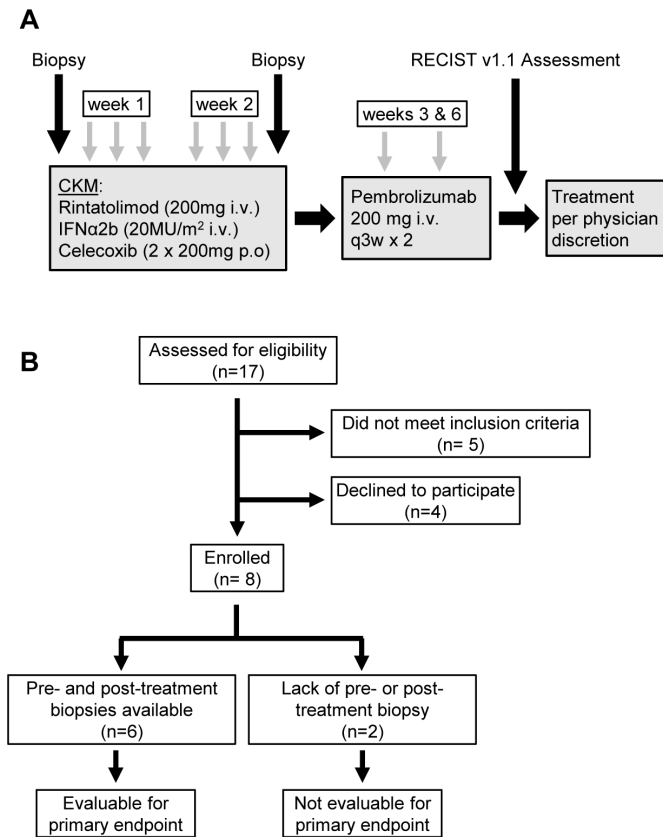 A
Biopsy
Biopsy
RECIST v1.1 Assessment
week 1
week 2
weeks 3 & 6
CKM:
Rintatolimod (200mg i.v.)
IFNα2b (20MU/m² i.v.)
Celecoxib (2 x 200mg p.o)
Pembrolizumab
200 mg i.v.
q3w x 2
Treatment
per physician
discretion
B
Assessed for eligibility
(n=17)
Did not meet inclusion criteria
(n= 5)
Declined to participate
(n=4)
Enrolled
(n= 8)
Pre- and post-treatment
biopsies available
(n=6)
Lack of pre- or post-
treatment biopsy
(n=2)
Evaluable for
primary endpoint
Not evaluable for
primary endpoint